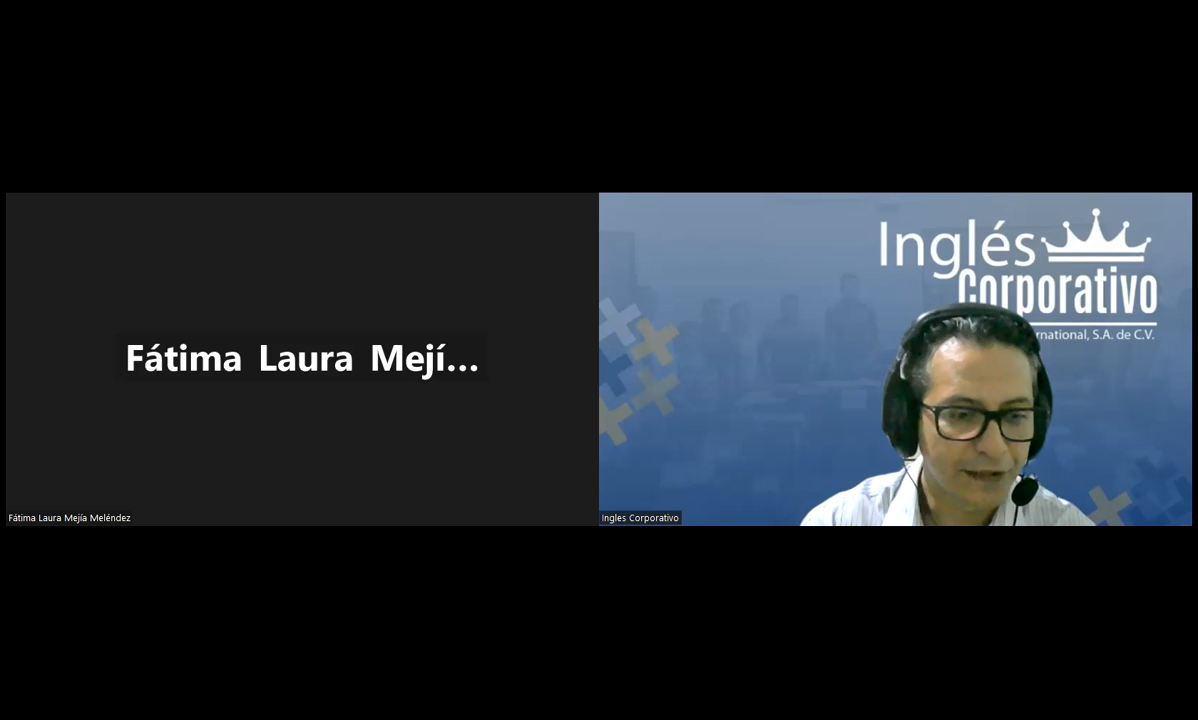 Fátima Laura Mejí...
Fátima Laura Mejía Meléndez
Inglés
Corporativo
rnational, S.A. de C.V.
Ingles Corporativo